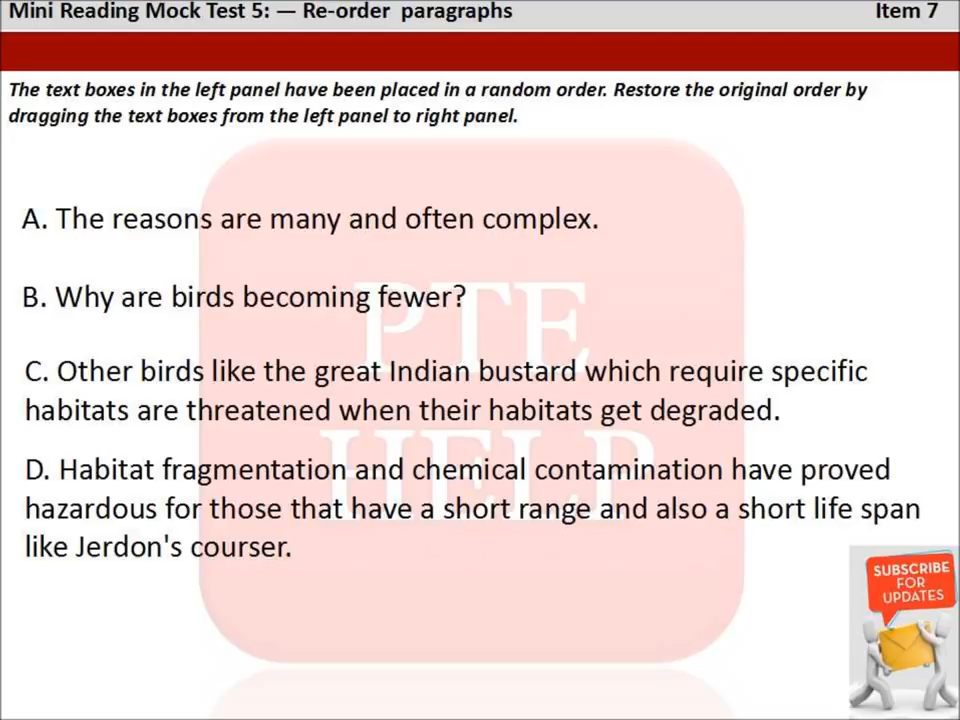 Mini Reading Mock Test 5: — Re-order paragraphs Item 7
The text boxes in the left panel have been placed in a random order. Restore the original order by
dragging the text boxes from the left panel to right panel.
PTE
HELP
A. The reasons are many and often complex.
B. Why are birds becoming fewer?
C. Other birds like the great Indian bustard which require specific
habitats are threatened when their habitats get degraded.
D. Habitat fragmentation and chemical contamination have proved
hazardous for those that have a short range and also a short life span
like Jerdon's courser.
SUBSCRIBE
FOR
UPDATES